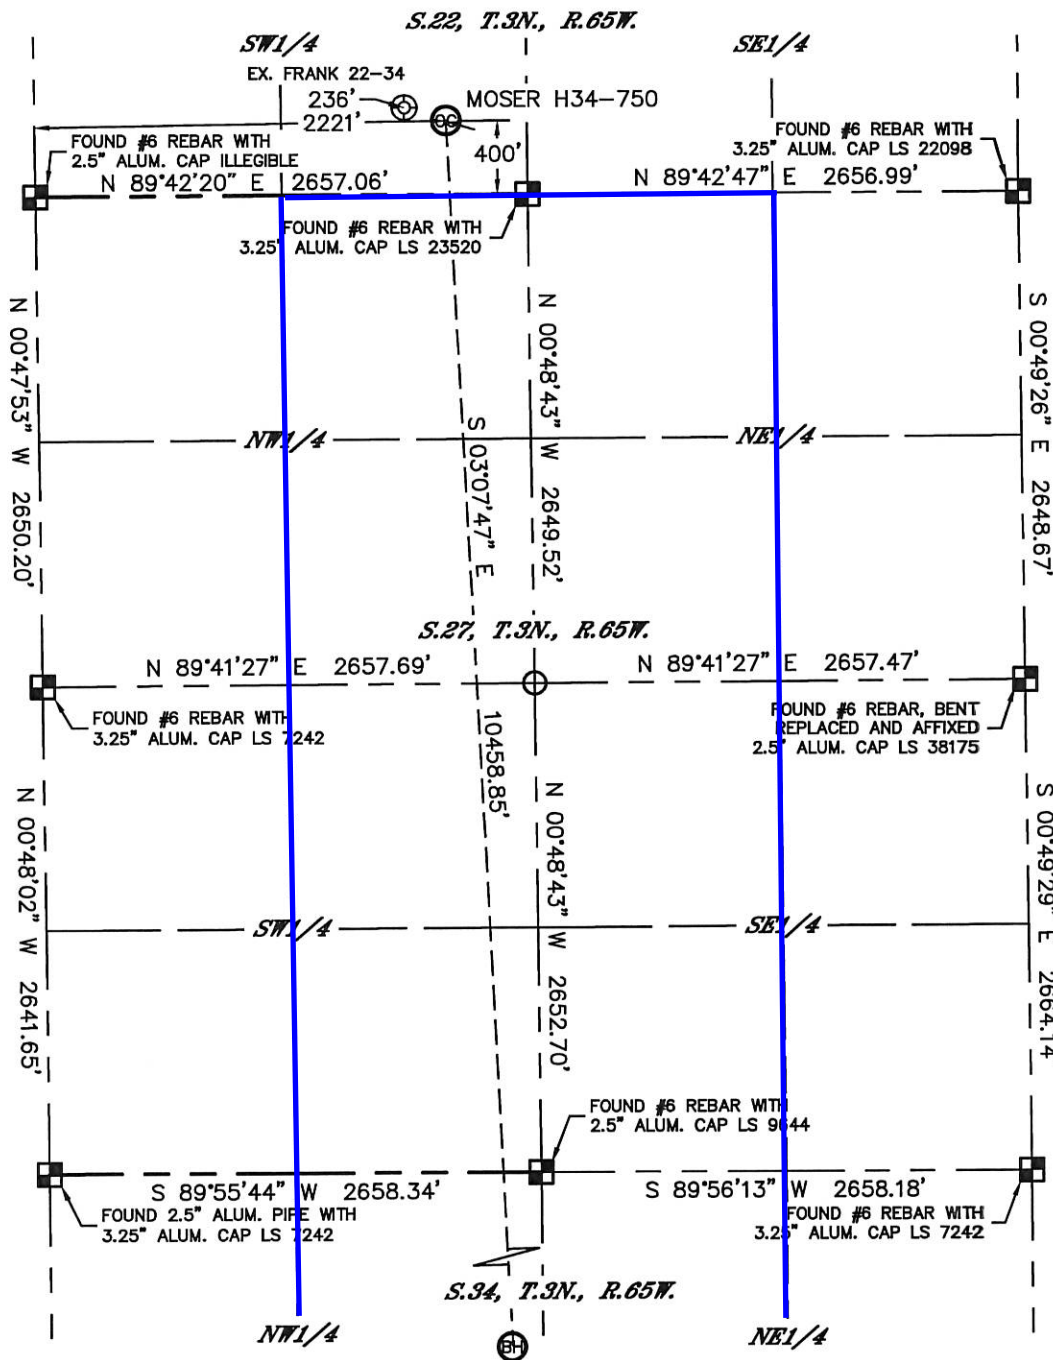 S.22, T.3N., R.65W.
SW1/4
SE1/4
EX. FRANK 22-34
236'
MOSER H34-750
OG
2221'
400'
FOUND #6 REBAR WITH
2.5" ALUM. CAP ILLEGIBLE
FOUND #6 REBAR WITH
3.25" ALUM. CAP LS 22098
N 89°42'20" E 2657.06'
N 89°42'47" E 2656.99'
FOUND #6 REBAR WITH
3.25" ALUM. CAP LS 23520
N 00°47'53" W 2650.20'
N 00°48'43" W 2649.52'
S 00°49'26" E 2648.67'
NW1/4
NE1/4
S 03°07'47" E 10458.85'
S.27, T.3N., R.65W.
N 89°41'27" E 2657.69'
N 89°41'27" E 2657.47'
FOUND #6 REBAR WITH
3.25" ALUM. CAP LS 7242
FOUND #6 REBAR, BENT
REPLACED AND AFFIXED
2.5" ALUM. CAP LS 38175
N 00°48'02" W 2641.65'
N 00°48'43" W 2652.70'
S 00°49'29" E 2664.14
SW1/4
SE1/4
FOUND #6 REBAR WITH
2.5" ALUM. CAP LS 9644
S 89°55'44" W 2658.34'
S 89°56'13" W 2658.18'
FOUND 2.5" ALUM. PIPE WITH
3.25" ALUM. CAP LS 7242
FOUND #6 REBAR WITH
3.25" ALUM. CAP LS 7242
S.34, T.3N., R.65W.
NW1/4
BH
NE1/4